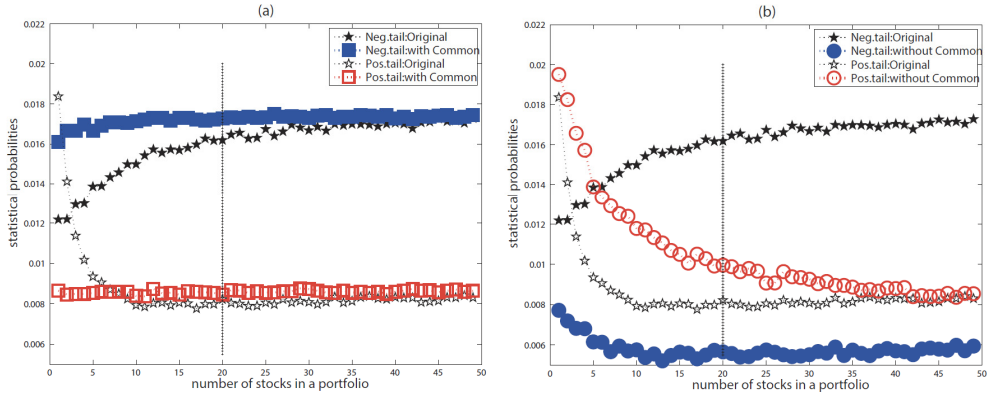 (a)
0.022
0.02
0.018
0.016
0.014
0.012
0.01
0.008
0.006
statistical probabilities
Neg.tail:Original
Neg.tail:with Common
Pos.tail:Original
Pos.tail:with Common
0 5 10 15 20 25 30 35 40 45 50
number of stocks in a portfolio
(b)
0.022
0.02
0.018
0.016
0.014
0.012
0.01
0.008
0.006
statistical probabilities
Neg.tail:Original
Neg.tail:without Common
Pos.tail:Original
Pos.tail:without Common
0 5 10 15 20 25 30 35 40 45 50
number of stocks in a portfolio